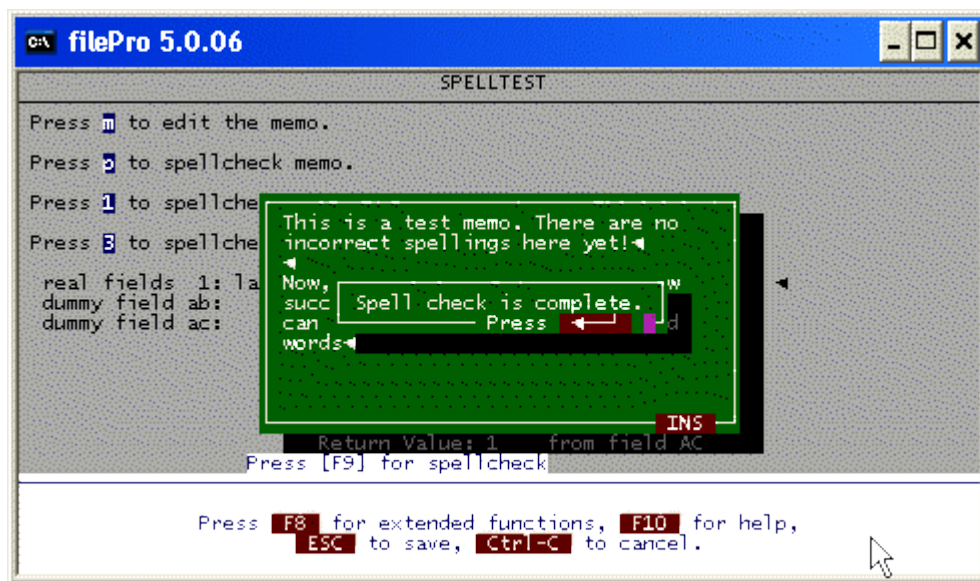 filePro 5.0.06
SPELLTEST
Press m to edit the memo.
Press to spellcheck memo.
Press 1 to spellche
Press 3 to spellche
real fields 1: la
dummy field ab:
dummy field ac:
This is a test memo. There are no
incorrect spellings here yet!
Now, w
succ
can d
words
Spell check is complete.
Press
INS
Return Value: 1 from field AC
Press [F9] for spellcheck
Press F8 for extended functions, F10 for help,
ESC to save, Ctrl-C to cancel.